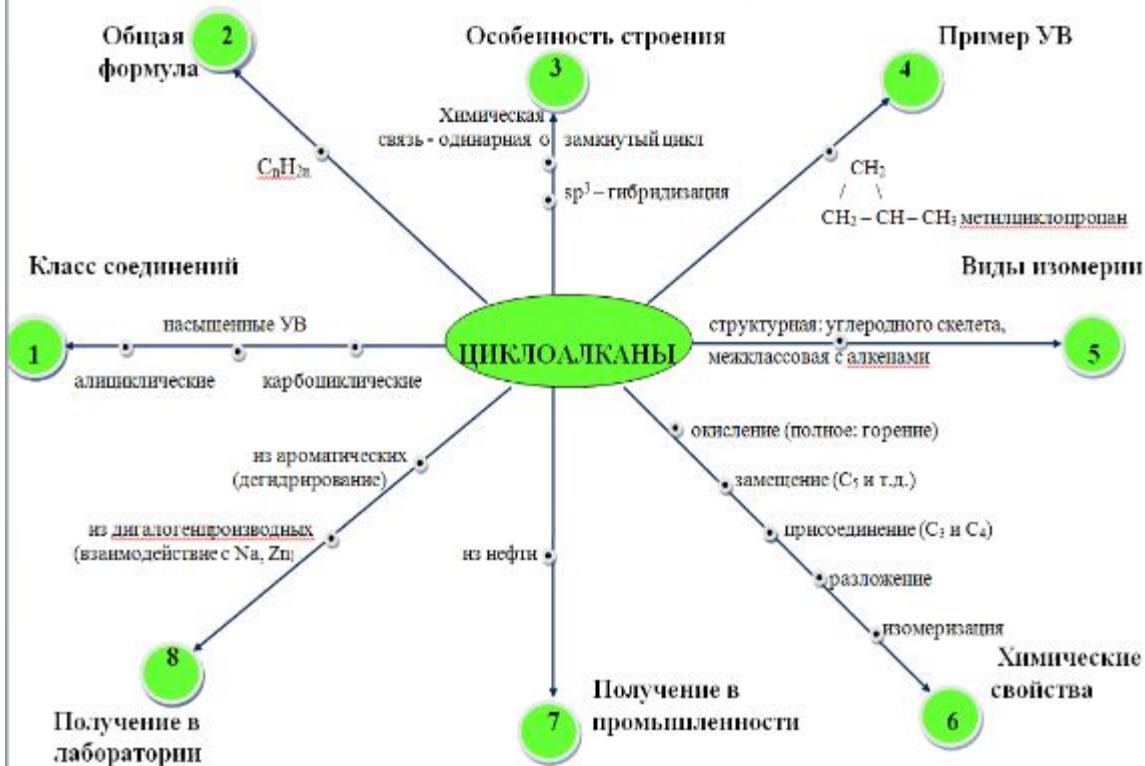 Общая
формула
2
Особенность строения
3
Пример УВ
4
Химическая
связь - одинарная
замкнутый цикл
sp³ – гибридизация
CnH2n
CH2
/ \
CH2 – CH – CH3 метилциклопропан
Класс соединений
1
насыщенные УВ
алициклические
карбоциклические
ЦИКЛОАЛКАНЫ
Виды изомерии
структурная: углеродного скелета,
межклассовая с алкенами
5
окисление (полное: горение)
замещение (C5 и т.д.)
присоединение (C3 и C4)
разложение
изомеризация
Химические
свойства
6
из нефти
Получение в
промышленности
7
из ароматических
(дегидрирование)
из дигалогенпроизводных
(взаимодействие с Na, Zn)
8
Получение в
лаборатории